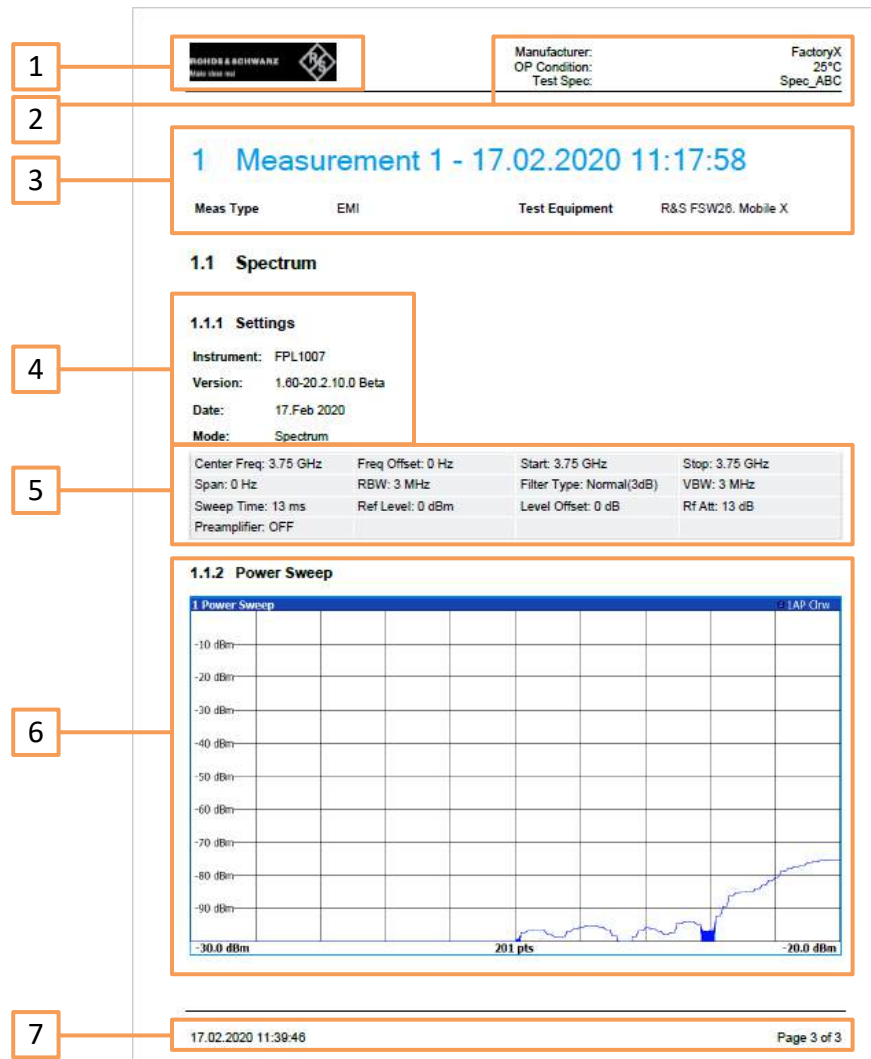 1
ROHDE & SCHWARZ
Make ideas real
Manufacturer: FactoryX
OP Condition: 25°C
Test Spec: Spec_ABC
2
3
1 Measurement 1 - 17.02.2020 11:17:58
Meas Type EMI Test Equipment R&S FSW26. Mobile X
1.1 Spectrum
4
1.1.1 Settings
Instrument: FPL1007
Version: 1.60-20.2.10.0 Beta
Date: 17.Feb 2020
Mode: Spectrum
5
Center Freq: 3.75 GHz Freq Offset: 0 Hz Start: 3.75 GHz Stop: 3.75 GHz
Span: 0 Hz RBW: 3 MHz Filter Type: Normal(3dB) VBW: 3 MHz
Sweep Time: 13 ms Ref Level: 0 dBm Level Offset: 0 dB Rf Att: 13 dB
Preamplifier: OFF
6
1.1.2 Power Sweep
1 Power Sweep 1AP Clrw
-10 dBm
-20 dBm
-30 dBm
-40 dBm
-50 dBm
-60 dBm
-70 dBm
-80 dBm
-90 dBm
-30.0 dBm 201 pts -20.0 dBm
7
17.02.2020 11:39:46 Page 3 of 3